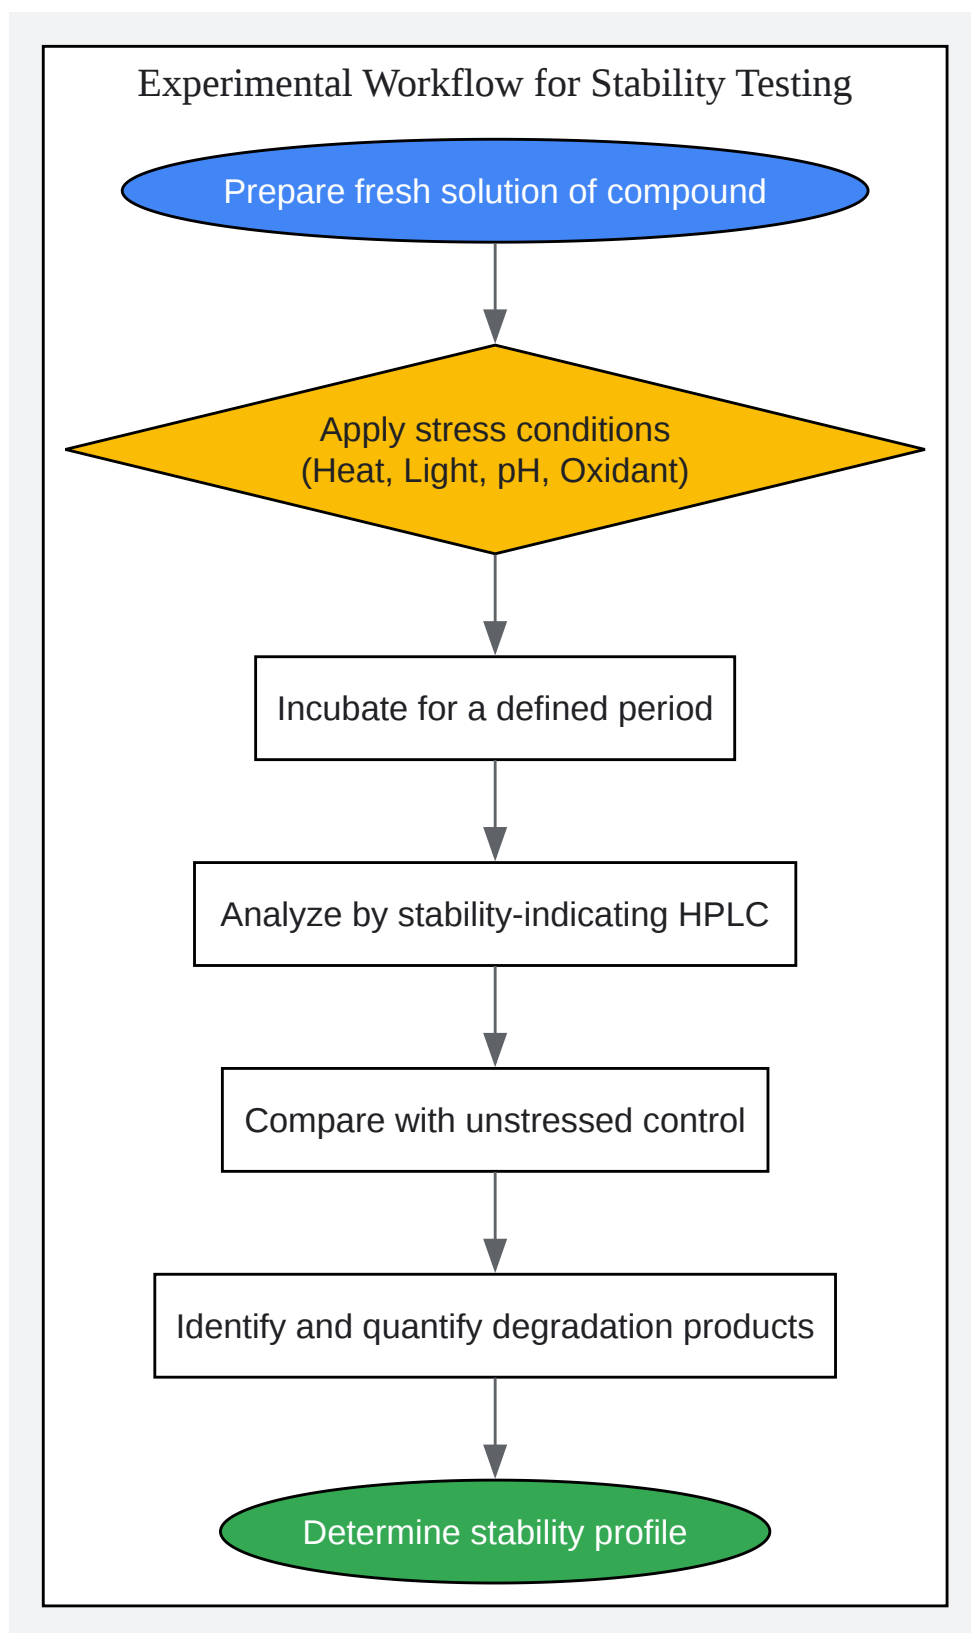 Experimental Workflow for Stability Testing
Prepare fresh solution of compound
Apply stress conditions
(Heat, Light, pH, Oxidant)
Incubate for a defined period
Analyze by stability-indicating HPLC
Compare with unstressed control
Identify and quantify degradation products
Determine stability profile